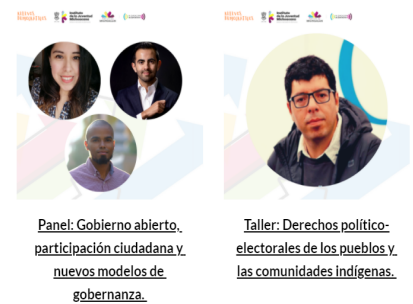 Panel: Gobierno abierto,
participación ciudadana y
nuevos modelos de
gobernanza.
Taller: Derechos político-
electorales de los pueblos y
las comunidades indígenas.